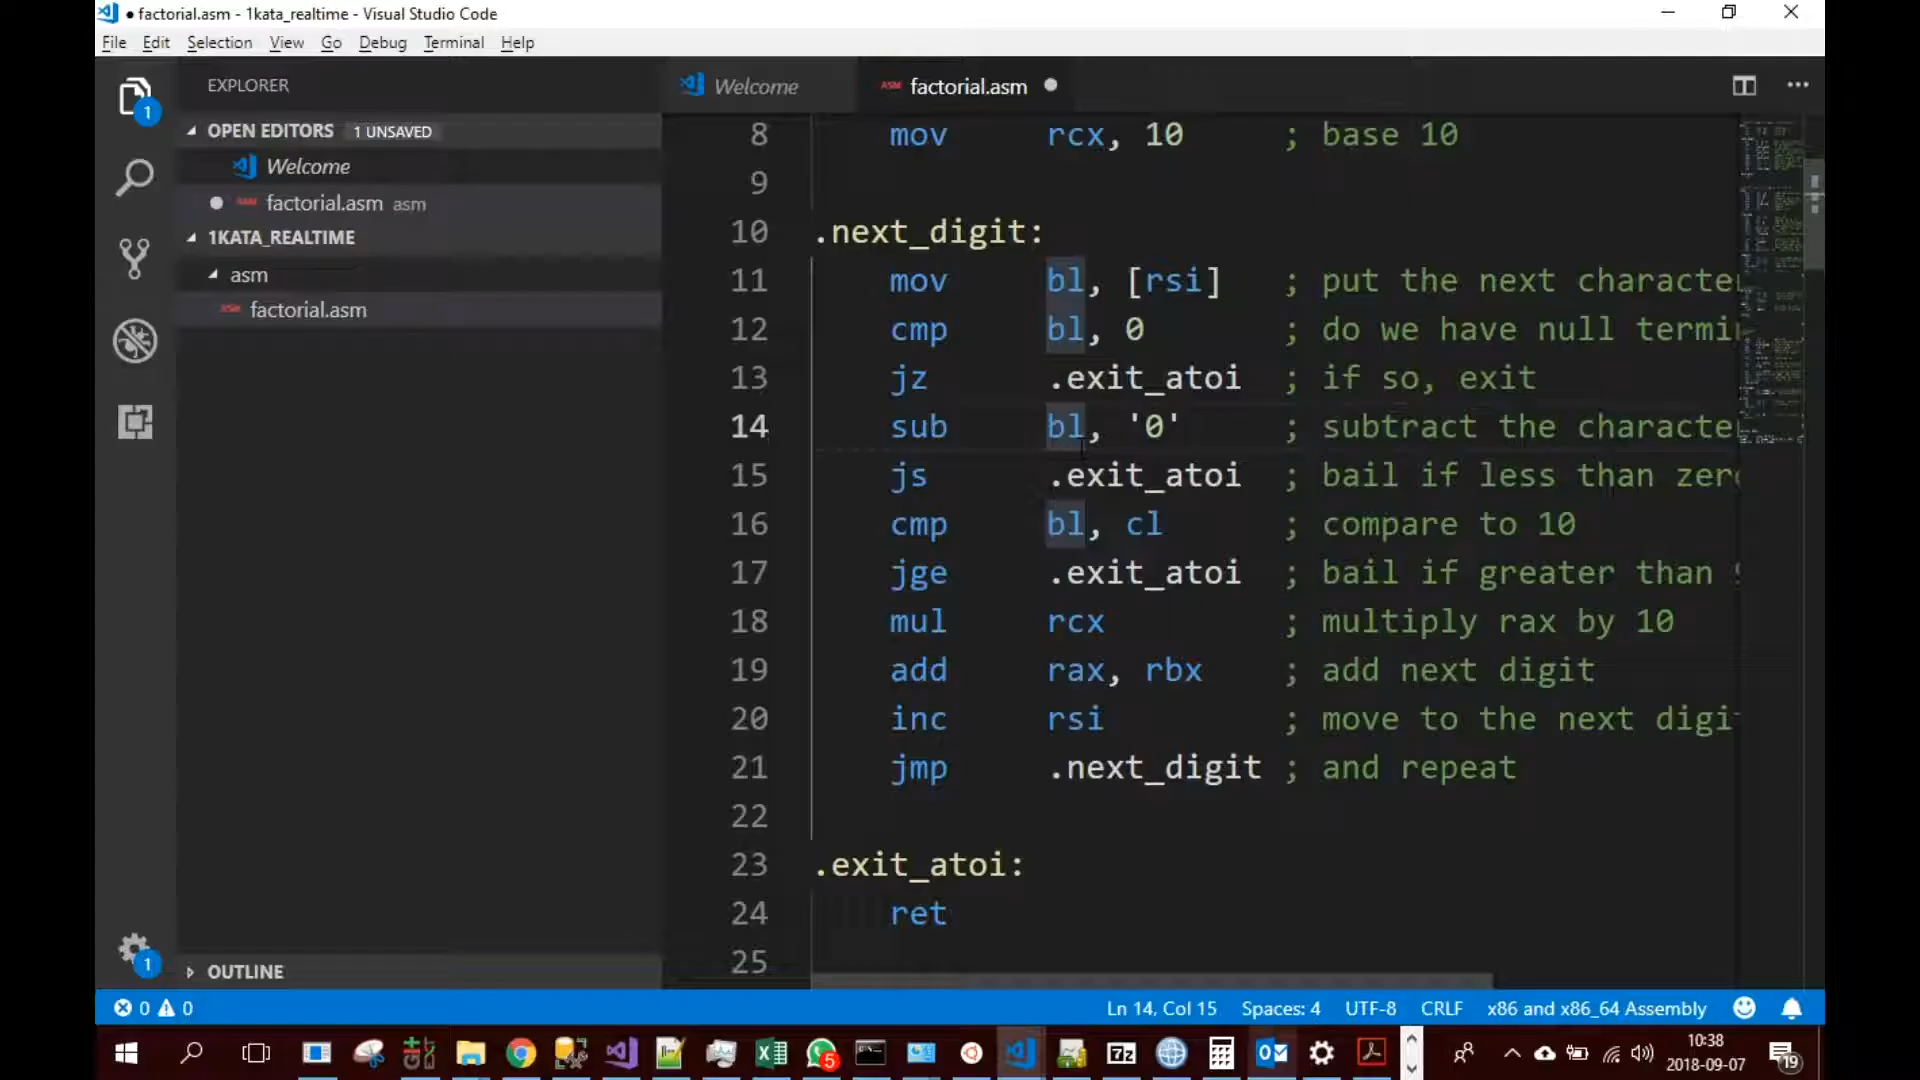 factorial.asm - 1kata_realtime - Visual Studio Code
File Edit Selection View Go Debug Terminal Help
EXPLORER
Welcome
ASM factorial.asm
OPEN EDITORS 1 UNSAVED
Welcome
factorial.asm asm
1KATA_REALTIME
asm
factorial.asm
OUTLINE
8 mov rcx, 10 ; base 10
9
10 .next_digit:
11 mov bl, [rsi] ; put the next characte
12 cmp bl, 0 ; do we have null termi
13 jz .exit_atoi ; if so, exit
14 sub bl, '0' ; subtract the characte
15 js .exit_atoi ; bail if less than zer
16 cmp bl, cl ; compare to 10
17 jge .exit_atoi ; bail if greater than
18 mul rcx ; multiply rax by 10
19 add rax, rbx ; add next digit
20 inc rsi ; move to the next digi
21 jmp .next_digit ; and repeat
22
23 .exit_atoi:
24 ret
25
1
1
0 0
Ln 14, Col 15 Spaces: 4 UTF-8 CRLF x86 and x86_64 Assembly
5
7z
10:38
2018-09-07
19